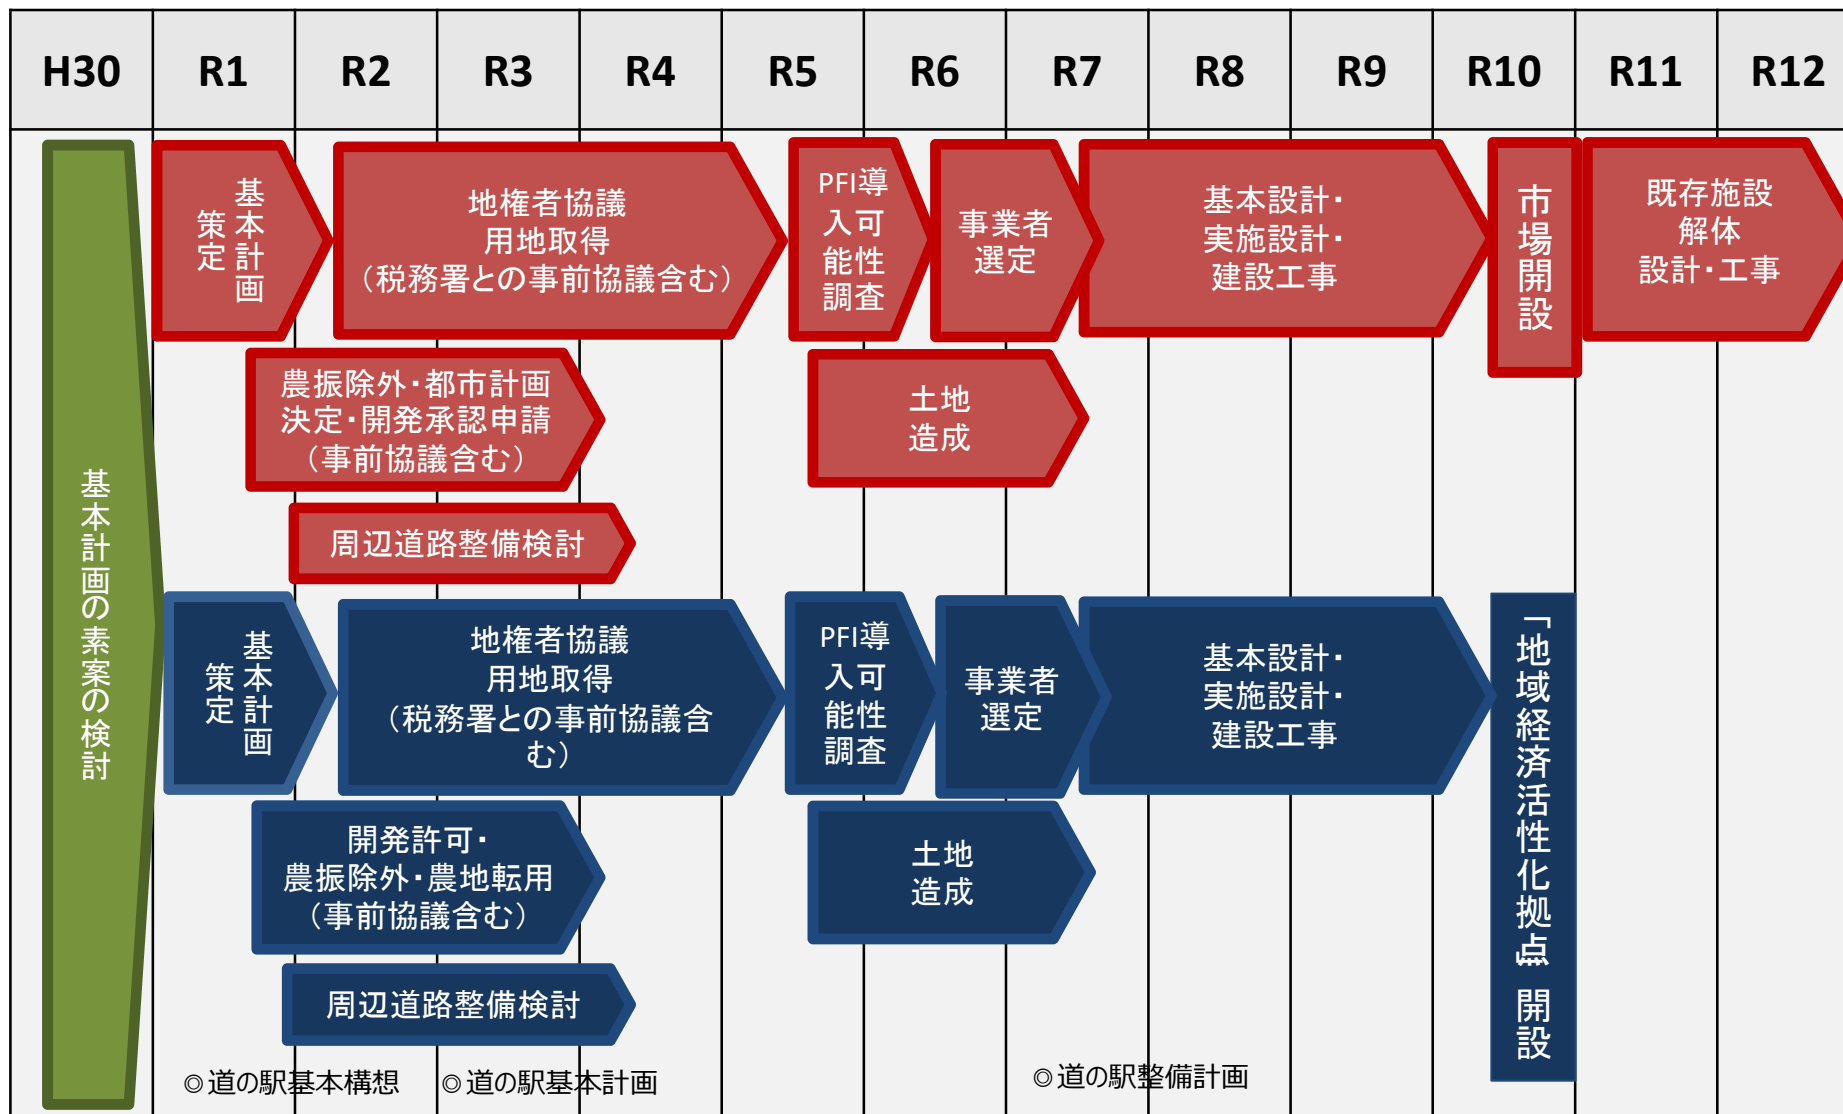 H30 R1 R2 R3 R4 R5 R6 R7 R8 R9 R10 R11 R12
基本計画の素案の検討
基本計画
策定
地権者協議
用地取得
（税務署との事前協議含む）
PFI導
入可
能性
調査
事業者
選定
基本設計・
実施設計・
建設工事
市場開設
既存施設
解体
設計・工事
農振除外・都市計画
決定・開発承認申請
（事前協議含む）
土地
造成
周辺道路整備検討
基本計画
策定
地権者協議
用地取得
（税務署との事前協議含
む）
PFI導
入可
能性
調査
事業者
選定
基本設計・
実施設計・
建設工事
「地域経済活性化拠点」開設
開発許可・
農振除外・農地転用
（事前協議含む）
土地
造成
周辺道路整備検討
◎道の駅基本構想
◎道の駅基本計画
◎道の駅整備計画